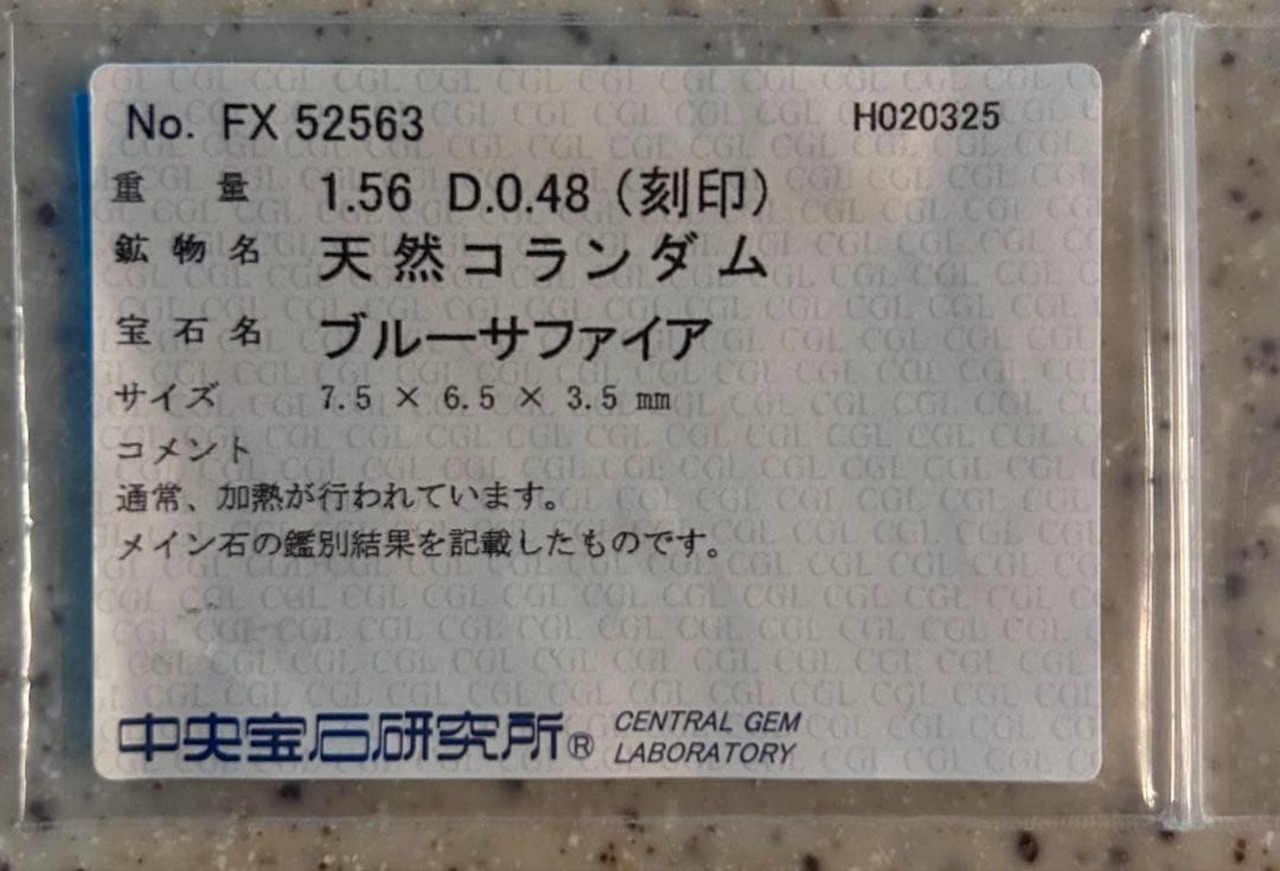 No. FX 52563 H020325
重量 1.56 D.0.48（刻印）
鉱物名 天然コランダム
宝石名 ブルーサファイア
サイズ 7.5 × 6.5 × 3.5 mm
コメント
通常、加熱が行われています。
メイン石の鑑別結果を記載したものです。
中央宝石研究所® CENTRAL GEM
LABORATORY